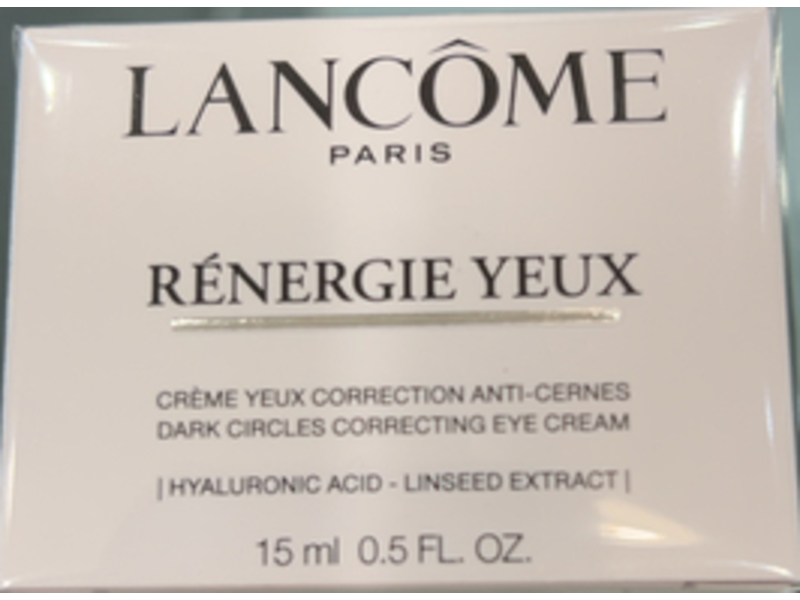 LANCÔME
PARIS
RÉNERGIE YEUX
CRÈME YEUX CORRECTION ANTI-CERNES
DARK CIRCLES CORRECTING EYE CREAM
| HYALURONIC ACID - LINSEED EXTRACT |
15 ml 0.5 FL. OZ.